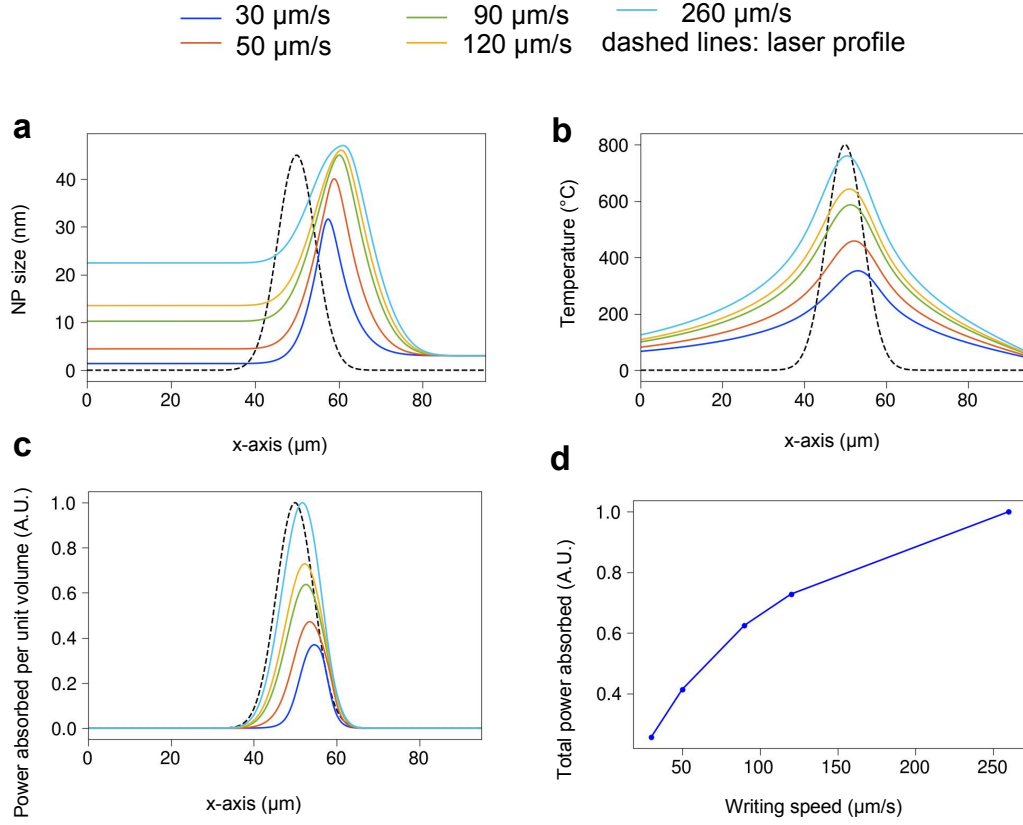 30 µm/s 90 µm/s 260 µm/s
50 µm/s 120 µm/s dashed lines: laser profile
a
NP size (nm)
40
30
20
10
0
0 20 40 60 80
x-axis (µm)
b
Temperature (°C)
800
600
400
200
0
0 20 40 60 80
x-axis (µm)
c
Power absorbed per unit volume (A.U.)
1.0
0.8
0.6
0.4
0.2
0.0
0 20 40 60 80
x-axis (µm)
d
Total power absorbed (A.U.)
1.0
0.8
0.6
0.4
50 100 150 200 250
Writing speed (µm/s)